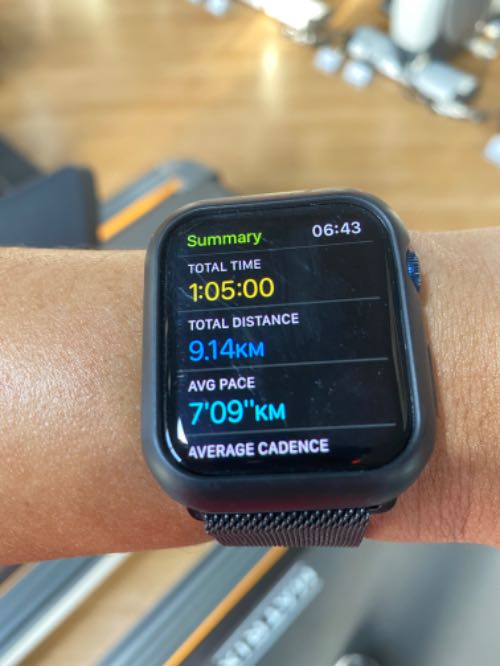 Summary 06:43
TOTAL TIME
1:05:00
TOTAL DISTANCE
9.14KM
AVG PACE
7'09"KM
AVERAGE CADENCE